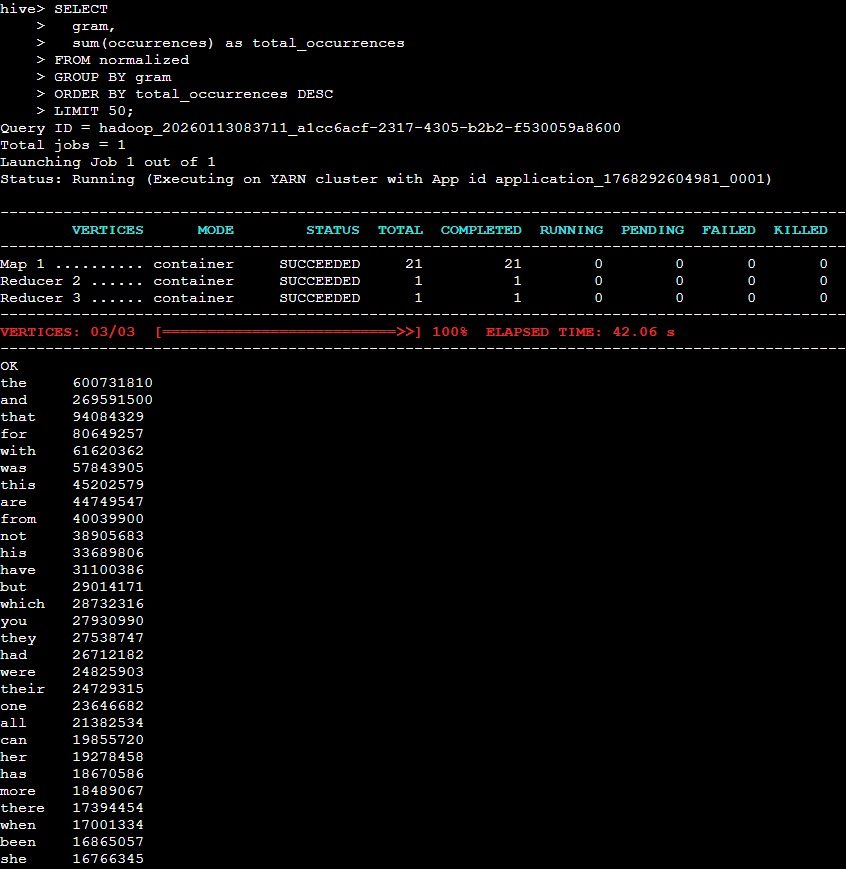 hive> SELECT
    >   gram,
    >   sum(occurrences) as total_occurrences
    > FROM normalized
    > GROUP BY gram
    > ORDER BY total_occurrences DESC
    > LIMIT 50;
Query ID = hadoop_20260113083711_a1cc6acf-2317-4305-b2b2-f530059a8600
Total jobs = 1
Launching Job 1 out of 1
Status: Running (Executing on YARN cluster with App id application_1768292604981_0001)
----------------------------------------------------------------------------------------------
        VERTICES      MODE        STATUS  TOTAL  COMPLETED  RUNNING  PENDING  FAILED  KILLED
----------------------------------------------------------------------------------------------
Map 1 .......... container     SUCCEEDED     21         21        0        0       0       0
Reducer 2 ...... container     SUCCEEDED      1          1        0        0       0       0
Reducer 3 ...... container     SUCCEEDED      1          1        0        0       0       0
----------------------------------------------------------------------------------------------
VERTICES: 03/03  [==========================>>] 100%  ELAPSED TIME: 42.06 s
----------------------------------------------------------------------------------------------
OK
the     600731810
and     269591500
that    94084329
for     80649257
with    61620362
was     57843905
this    45202579
are     44749547
from    40039900
not     38905683
his     33689806
have    31100386
but     29014171
which   28732316
you     27930990
they    27538747
had     26712182
were    24825903
their   24729315
one     23646682
all     21382534
can     19855720
her     19278458
has     18670586
more    18489067
there   17394454
when    17001334
been    16865057
she     16766345